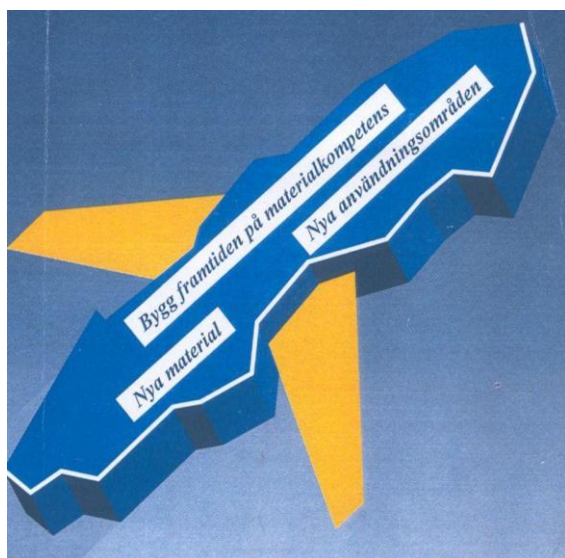 Bygg framtiden på materialkompetens
Nya användningsområden
Nya material